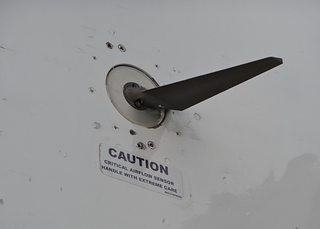 CAUTION
CRITICAL AIRFLOW SENSOR
HANDLE WITH EXTREME CARE